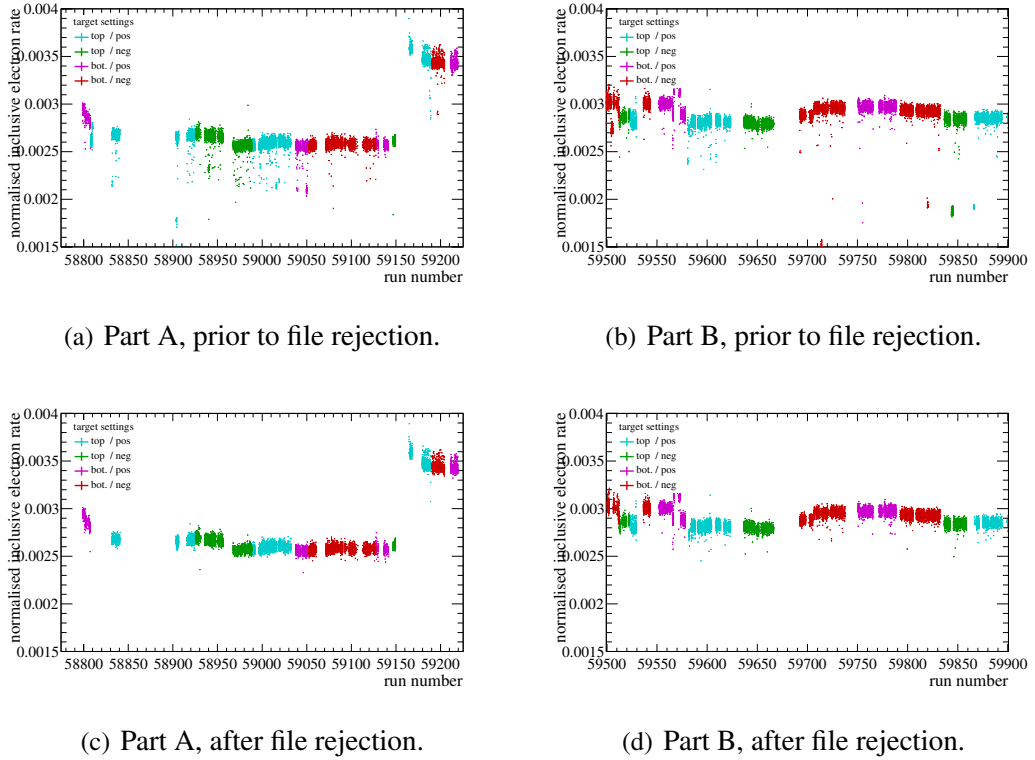 normalised inclusive electron rate
0.004
0.0035
0.003
0.0025
0.002
0.0015
target settings
top / pos
top / neg
bot. / pos
bot. / neg
58800 58850 58900 58950 59000 59050 59100 59150 59200
run number
(a) Part A, prior to file rejection.
normalised inclusive electron rate
0.004
0.0035
0.003
0.0025
0.002
0.0015
target settings
top / pos
top / neg
bot. / pos
bot. / neg
59500 59550 59600 59650 59700 59750 59800 59850 59900
run number
(b) Part B, prior to file rejection.
normalised inclusive electron rate
0.004
0.0035
0.003
0.0025
0.002
0.0015
target settings
top / pos
top / neg
bot. / pos
bot. / neg
58800 58850 58900 58950 59000 59050 59100 59150 59200
run number
(c) Part A, after file rejection.
normalised inclusive electron rate
0.004
0.0035
0.003
0.0025
0.002
0.0015
target settings
top / pos
top / neg
bot. / pos
bot. / neg
59500 59550 59600 59650 59700 59750 59800 59850 59900
run number
(d) Part B, after file rejection.